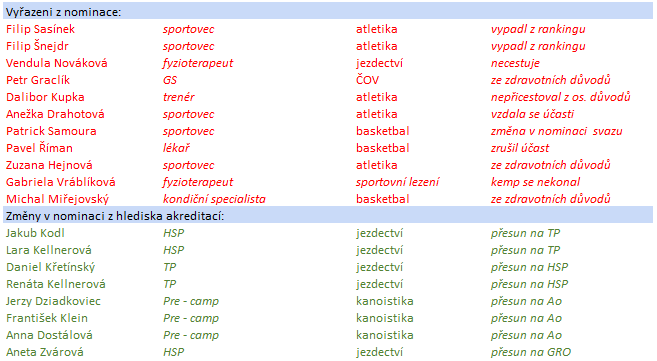 Vyřazeni z nominace:
Filip Sasínek sportovec atletika vypadl z rankingu
Filip Šnejdr sportovec atletika vypadl z rankingu
Vendula Nováková fyzioterapeut jezdectví necestuje
Petr Graclík GS ČOV ze zdravotních důvodů
Dalibor Kupka trenér atletika nepřicestoval z os. důvodů
Anežka Drahotová sportovec atletika vzdala se účasti
Patrick Samoura sportovec basketbal změna v nominaci svazu
Pavel Říman lékař basketbal zrušil účast
Zuzana Hejnová sportovec atletika ze zdravotních důvodů
Gabriela Vráblíková fyzioterapeut sportovní lezení kemp se nekonal
Michal Miřejovský kondiční specialista basketbal ze zdravotních důvodů
Změny v nominaci z hlediska akreditací:
Jakub Kodl HSP jezdectví přesun na TP
Lara Kellnerová HSP jezdectví přesun na TP
Daniel Křetínský TP jezdectví přesun na HSP
Renáta Kellnerová TP jezdectví přesun na HSP
Jerzy Dziadkoviec Pre - camp kanoistika přesun na Ao
František Klein Pre - camp kanoistika přesun na Ao
Anna Dostálová Pre - camp kanoistika přesun na Ao
Aneta Zvárová HSP jezdectví přesun na GRO